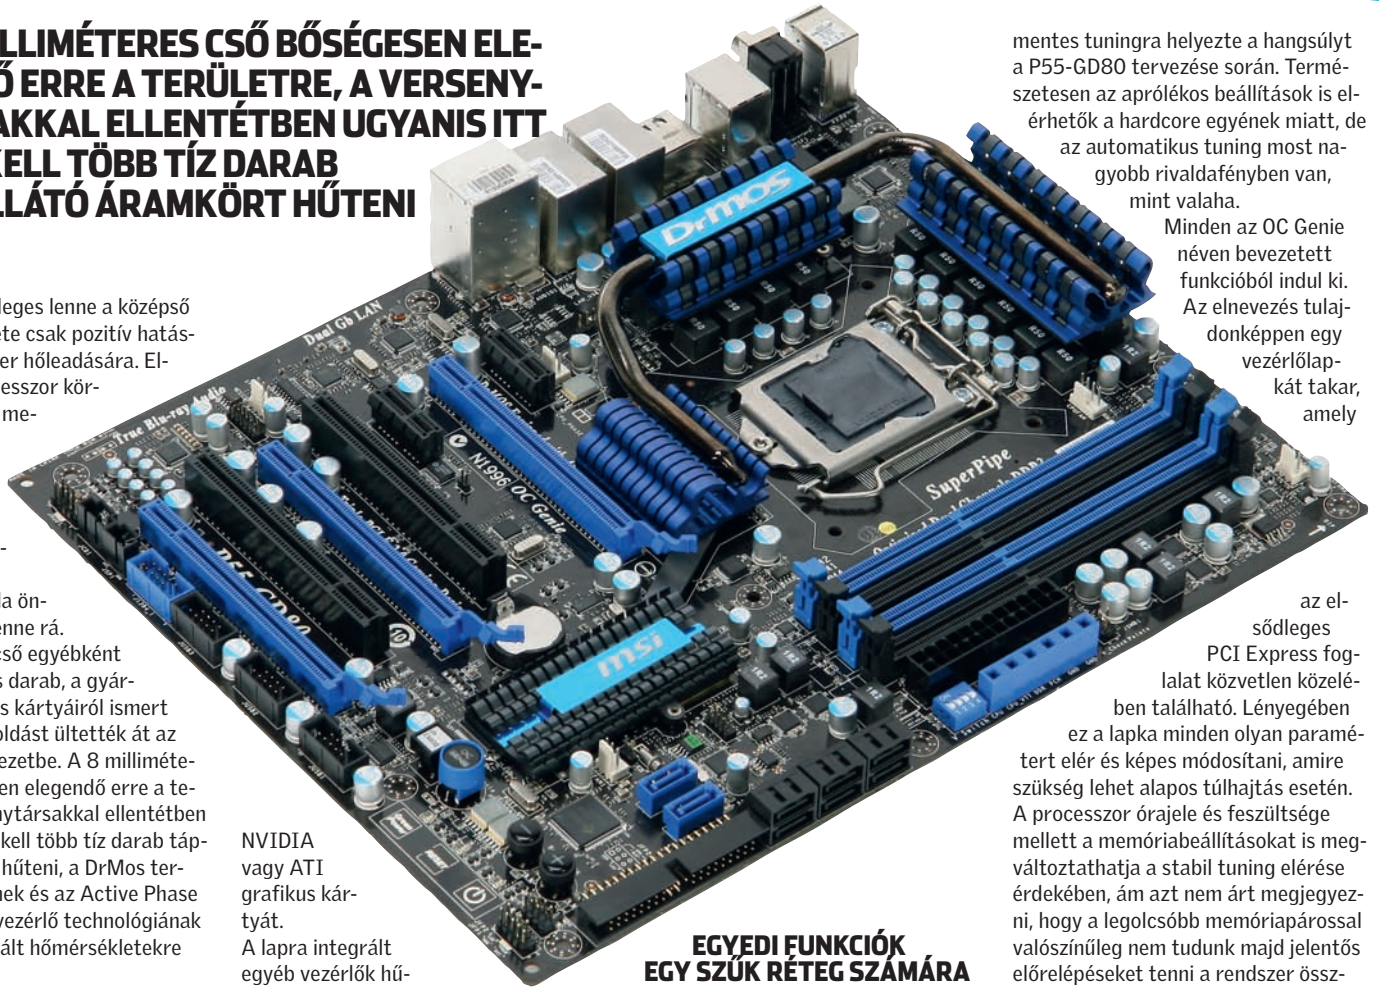 LLIMÉTERES CSŐ BŐSÉGESEN ELE-
Ő ERRE A TERÜLETRE, A VERSENY-
AKKAL ELLENTÉTBEN UGYANIS ITT
KELL TÖBB TÍZ DARAB
LLÁTÓ ÁRAMKÖRT HŰTENI
leges lenne a középső
ete csak pozitív hatás-
er hőleadására. El-
esszor kör-
me-
-
la ön-
enne rá.
cső egyébként
s darab, a gyár-
s kártyáiról ismert
oldást ültették át az
ezetbe. A 8 milliméte-
en elegendő erre a te-
nytársakkal ellentétben
kell több tíz darab táp-
hűteni, a DrMos ter-
nek és az Active Phase
vezérlő technológiának
ált hőmérsékletekre
NVIDIA
vagy ATI
grafikus kár-
tyát.
A lapra integrált
egyéb vezérlők hű-
EGYEDI FUNKCIÓK
EGY SZŰK RÉTEG SZÁMÁRA
mentes tuningra helyezte a hangsúlyt
a P55-GD80 tervezése során. Termé-
szetesen az aprólékos beállítások is el-
érhetők a hardcore egyének miatt, de
az automatikus tuning most na-
gyobb rivaldafényben van,
mint valaha.
Minden az OC Genie
néven bevezetett
funkcióból indul ki.
Az elnevezés tulaj-
donképpen egy
vezérlőlap-
kát takar,
amely
az el-
sődleges
PCI Express fog-
lalat közvetlen közelé-
ben található. Lényegében
ez a lapka minden olyan paramé-
tert elér és képes módosítani, amire
szükség lehet alapos túlhajtás esetén.
A processzor órajele és feszültsége
mellett a memóriabeállításokat is meg-
változtathatja a stabil tuning elérése
érdekében, ám azt nem árt megjegyez-
ni, hogy a legolcsóbb memóriapárossal
valószínűleg nem tudunk majd jelentős
előrelépéseket tenni a rendszer össz-
DrMOS
Dual Gb LAN
True Blu-ray Audio
N1996 OC Genie
SuperPipe
P55-GD80
msi